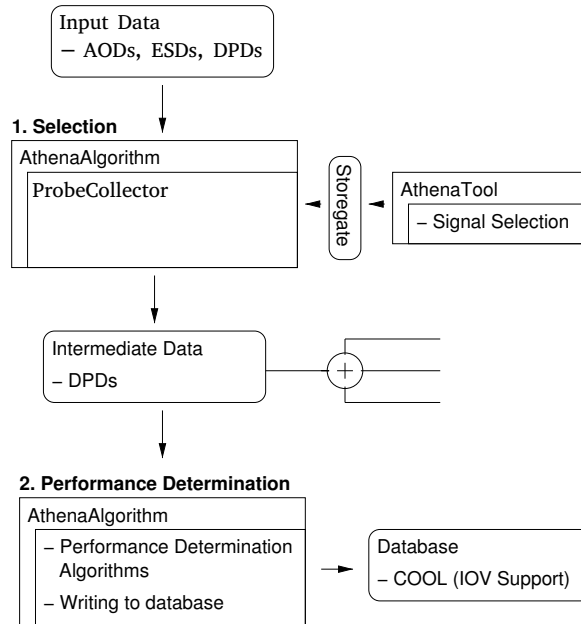 Input Data
– AODs, ESDs, DPDs
1. Selection
AthenaAlgorithm
ProbeCollector
Storegate
AthenaTool
– Signal Selection
Intermediate Data
– DPDs
+
2. Performance Determination
AthenaAlgorithm
– Performance Determination
Algorithms
– Writing to database
Database
– COOL (IOV Support)